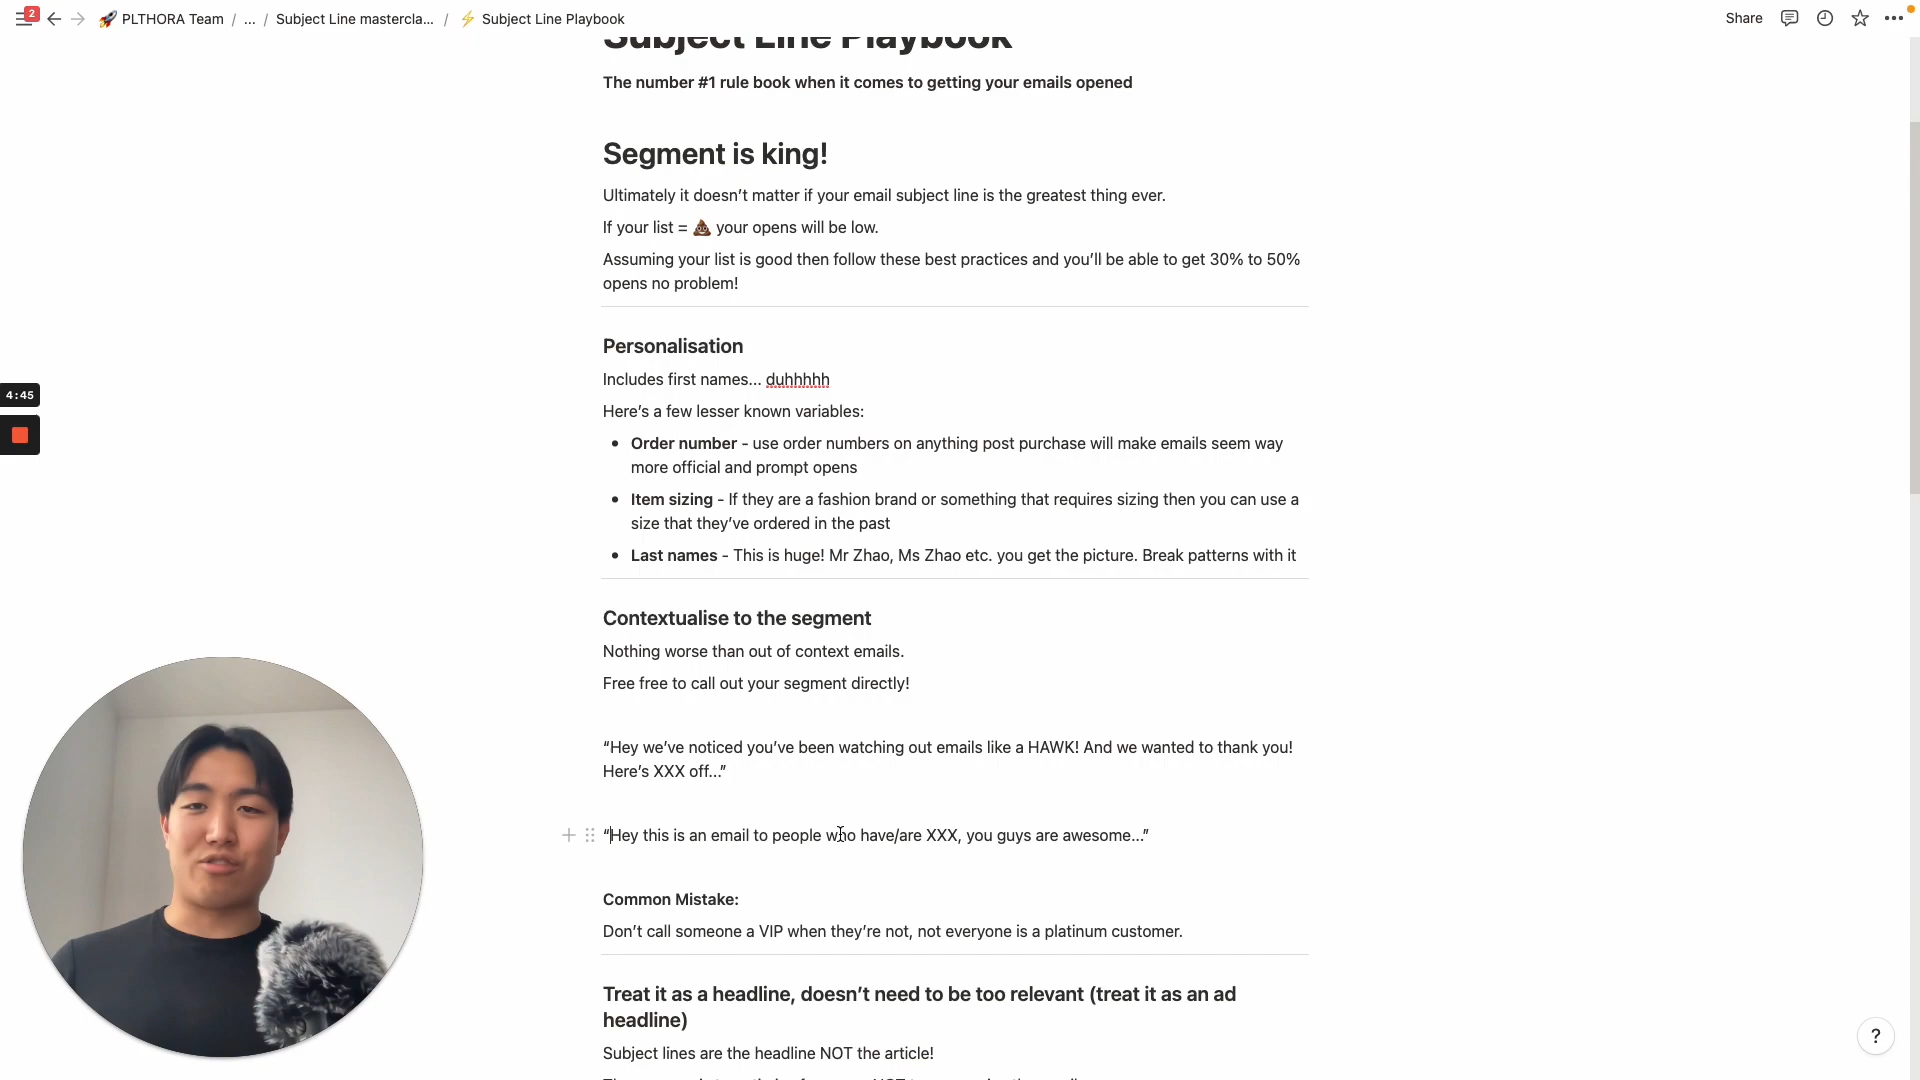 2
PLTHORA Team / ... / Subject Line mastercla... / Subject Line Playbook
Share
Subject Line Playbook
The number #1 rule book when it comes to getting your emails opened
Segment is king!
Ultimately it doesn’t matter if your email subject line is the greatest thing ever.
If your list = 💩 your opens will be low.
Assuming your list is good then follow these best practices and you’ll be able to get 30% to 50%
opens no problem!
Personalisation
4:45
Includes first names... duhhhhh
Here’s a few lesser known variables:
• Order number - use order numbers on anything post purchase will make emails seem way
more official and prompt opens
• Item sizing - If they are a fashion brand or something that requires sizing then you can use a
size that they’ve ordered in the past
• Last names - This is huge! Mr Zhao, Ms Zhao etc. you get the picture. Break patterns with it
Contextualise to the segment
Nothing worse than out of context emails.
Free free to call out your segment directly!
“Hey we’ve noticed you’ve been watching out emails like a HAWK! And we wanted to thank you!
Here’s XXX off...”
“Hey this is an email to people who have/are XXX, you guys are awesome...”
Common Mistake:
Don’t call someone a VIP when they’re not, not everyone is a platinum customer.
Treat it as a headline, doesn’t need to be too relevant (treat it as an ad
headline)
Subject lines are the headline NOT the article!
?